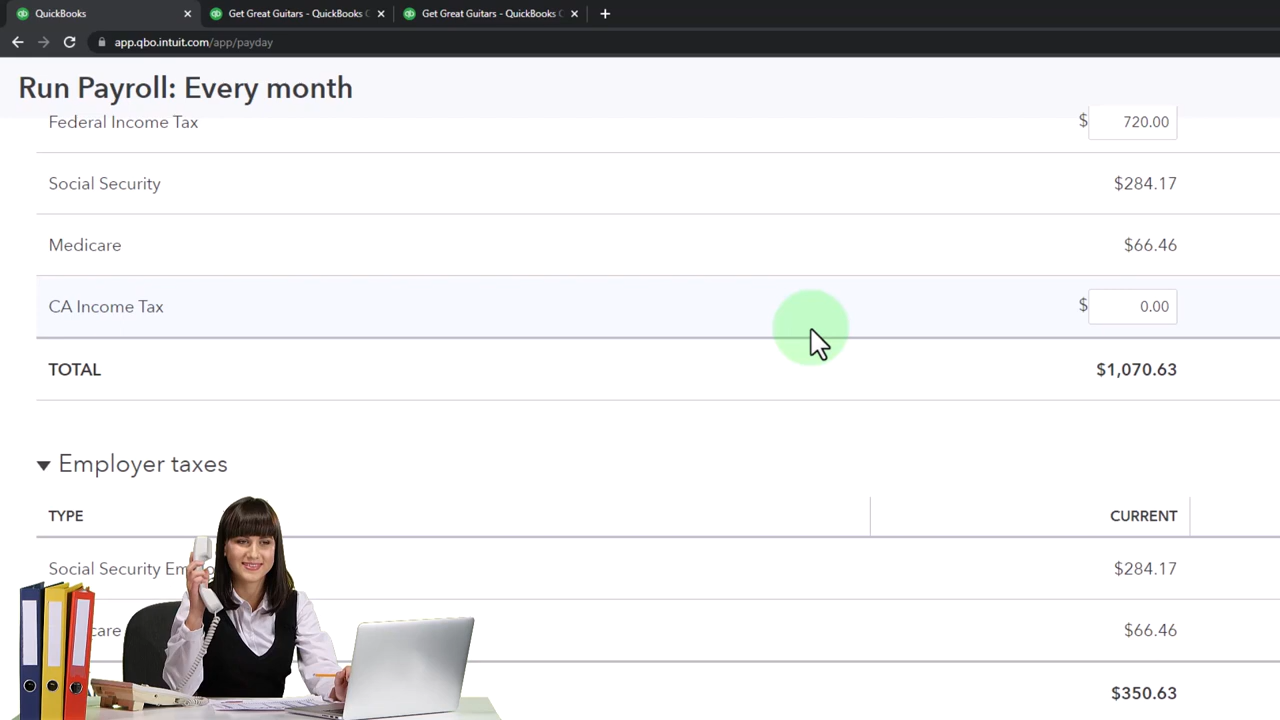 QuickBooks
Get Great Guitars - QuickBooks
Get Great Guitars - QuickBooks
app.qbo.intuit.com/app/payday
Run Payroll: Every month
Federal Income Tax $ 720.00
Social Security $284.17
Medicare $66.46
CA Income Tax $ 0.00
TOTAL $1,070.63
Employer taxes
TYPE CURRENT
Social Security $284.17
$66.46
$350.63